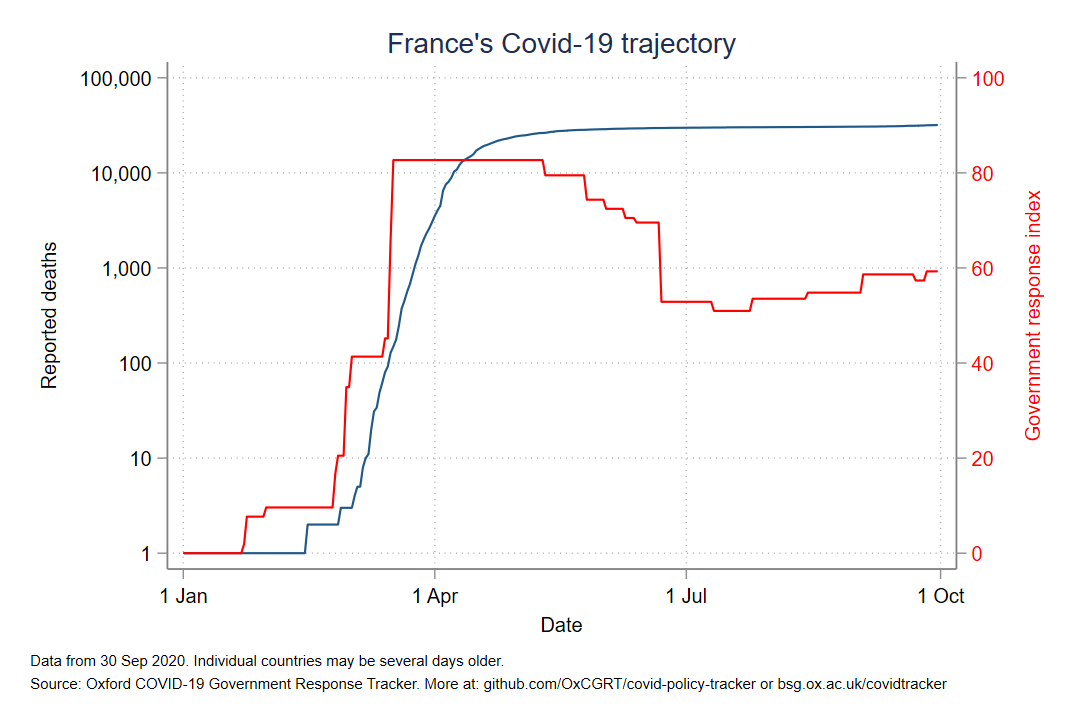 France's Covid-19 trajectory
100,000
10,000
1,000
100
10
1
Reported deaths
100
80
60
40
20
0
Government response index
1 Jan
1 Apr
1 Jul
1 Oct
Date
Data from 30 Sep 2020. Individual countries may be several days older.
Source: Oxford COVID-19 Government Response Tracker. More at: github.com/OxCGRT/covid-policy-tracker or bsg.ox.ac.uk/covidtracker